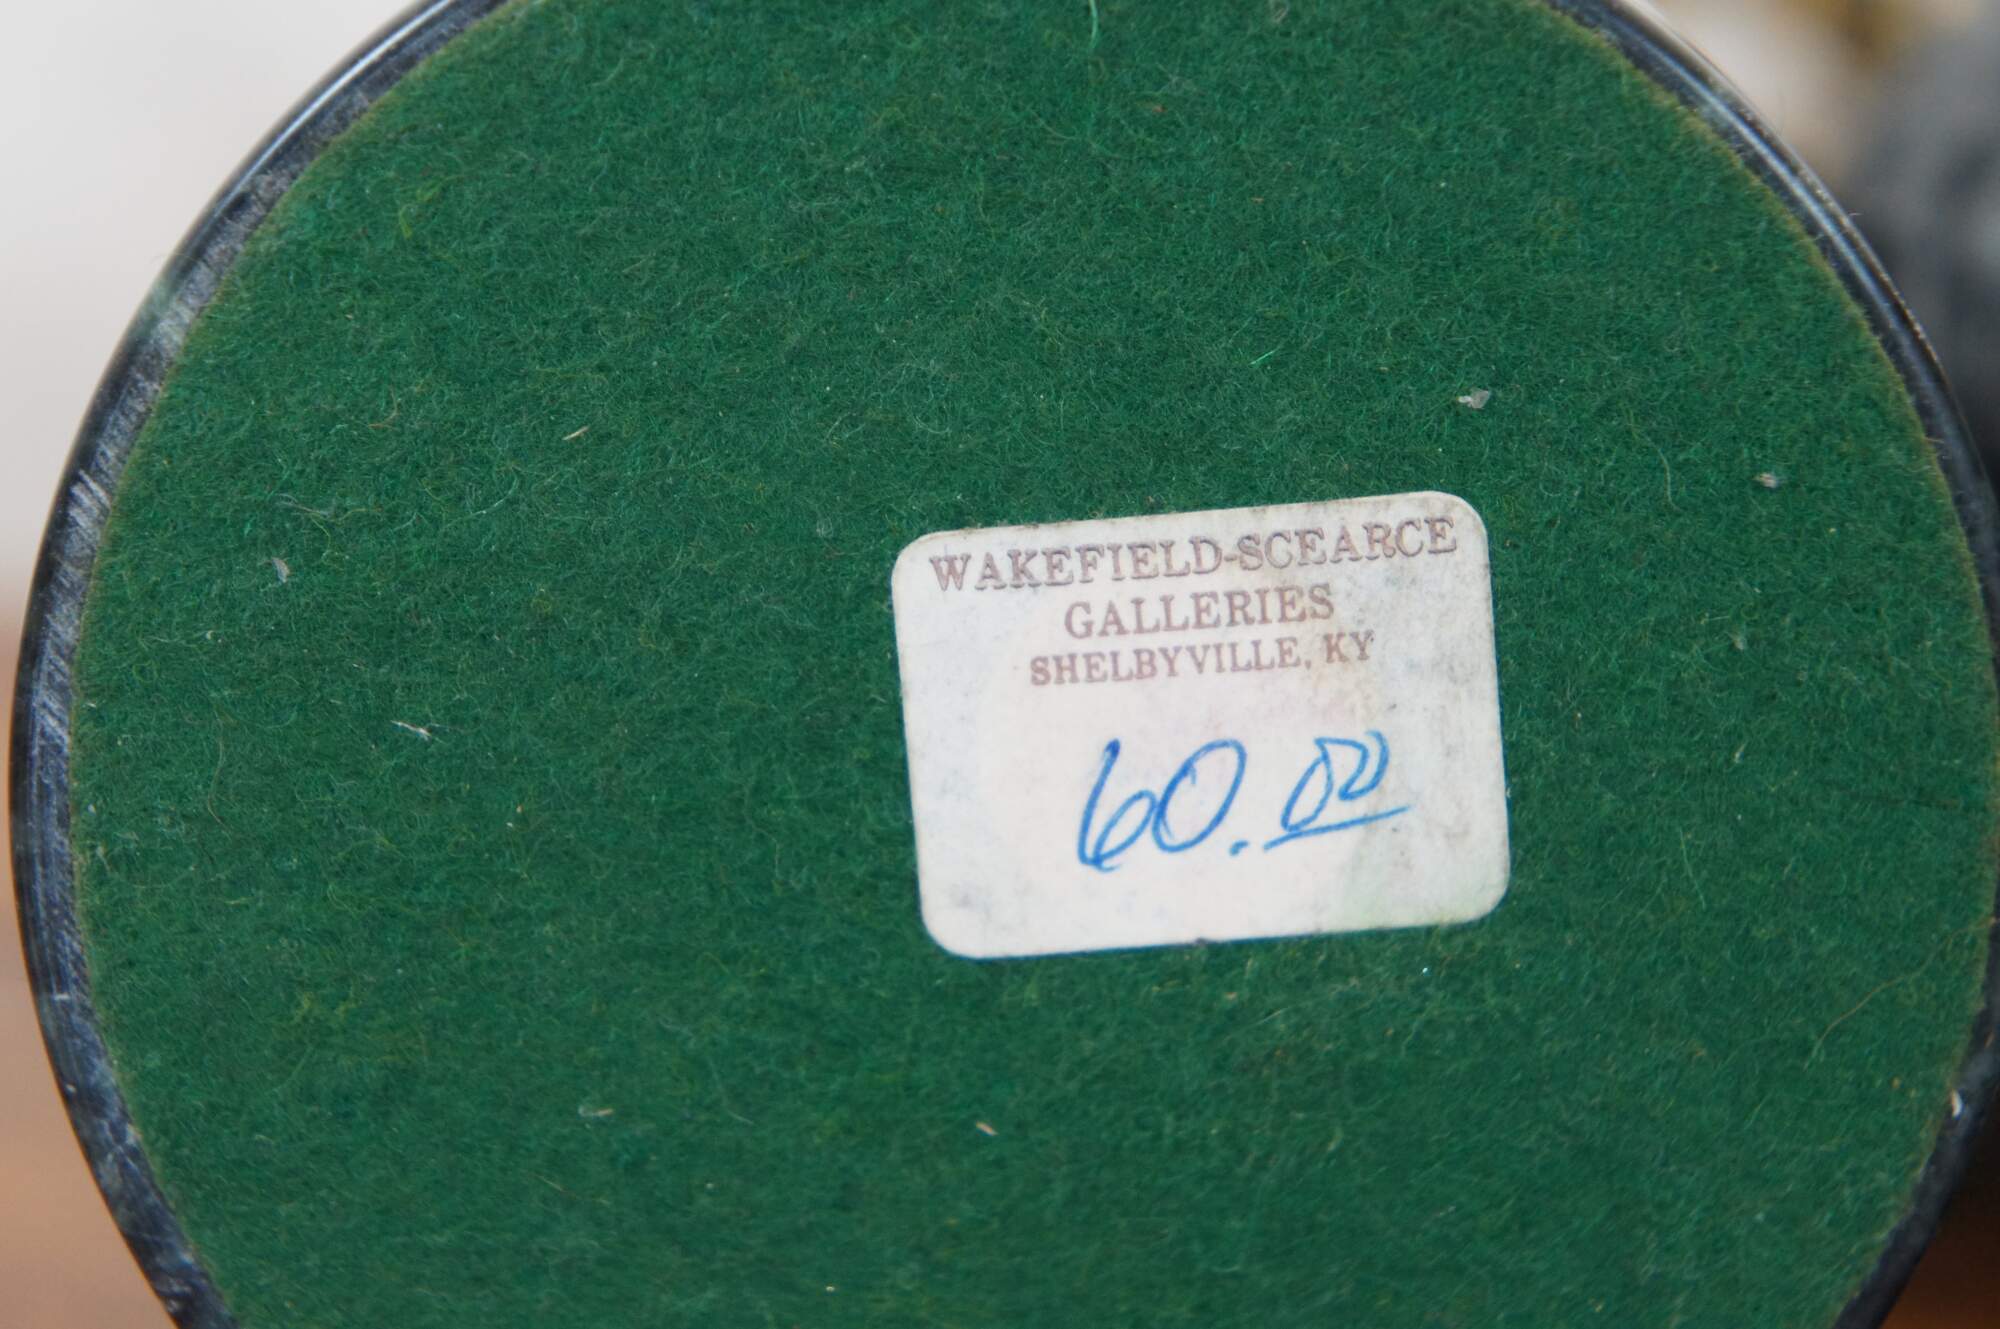 WAKEFIELD-SCEARCE
GALLERIES
SHELBYVILLE, KY
60.00